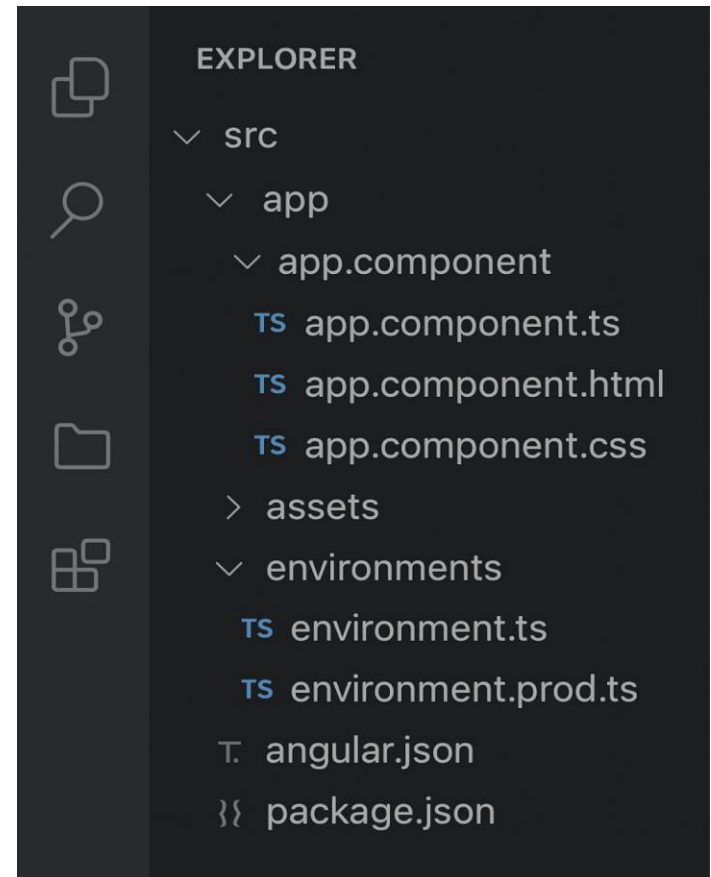 EXPLORER
src
app
app.component
TS app.component.ts
TS app.component.html
TS app.component.css
assets
environments
TS environment.ts
TS environment.prod.ts
T. angular.json
package.json